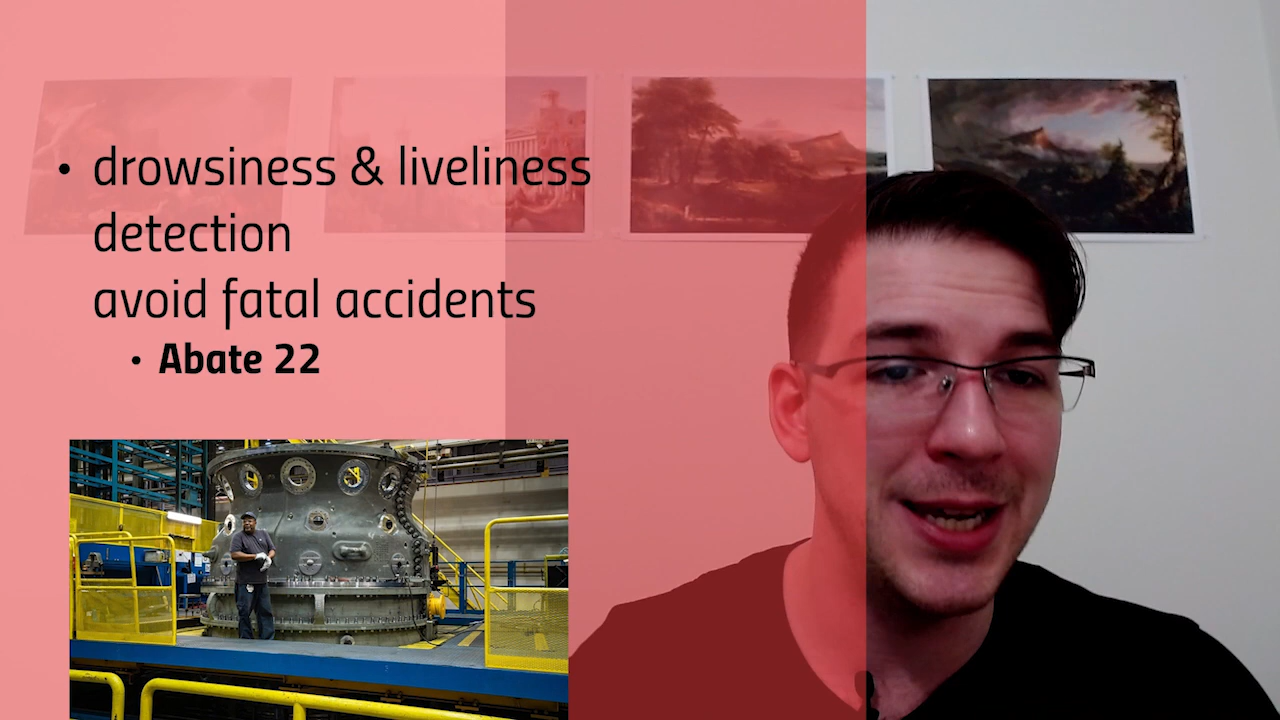 • drowsiness & liveliness
detection
avoid fatal accidents
• Abate 22